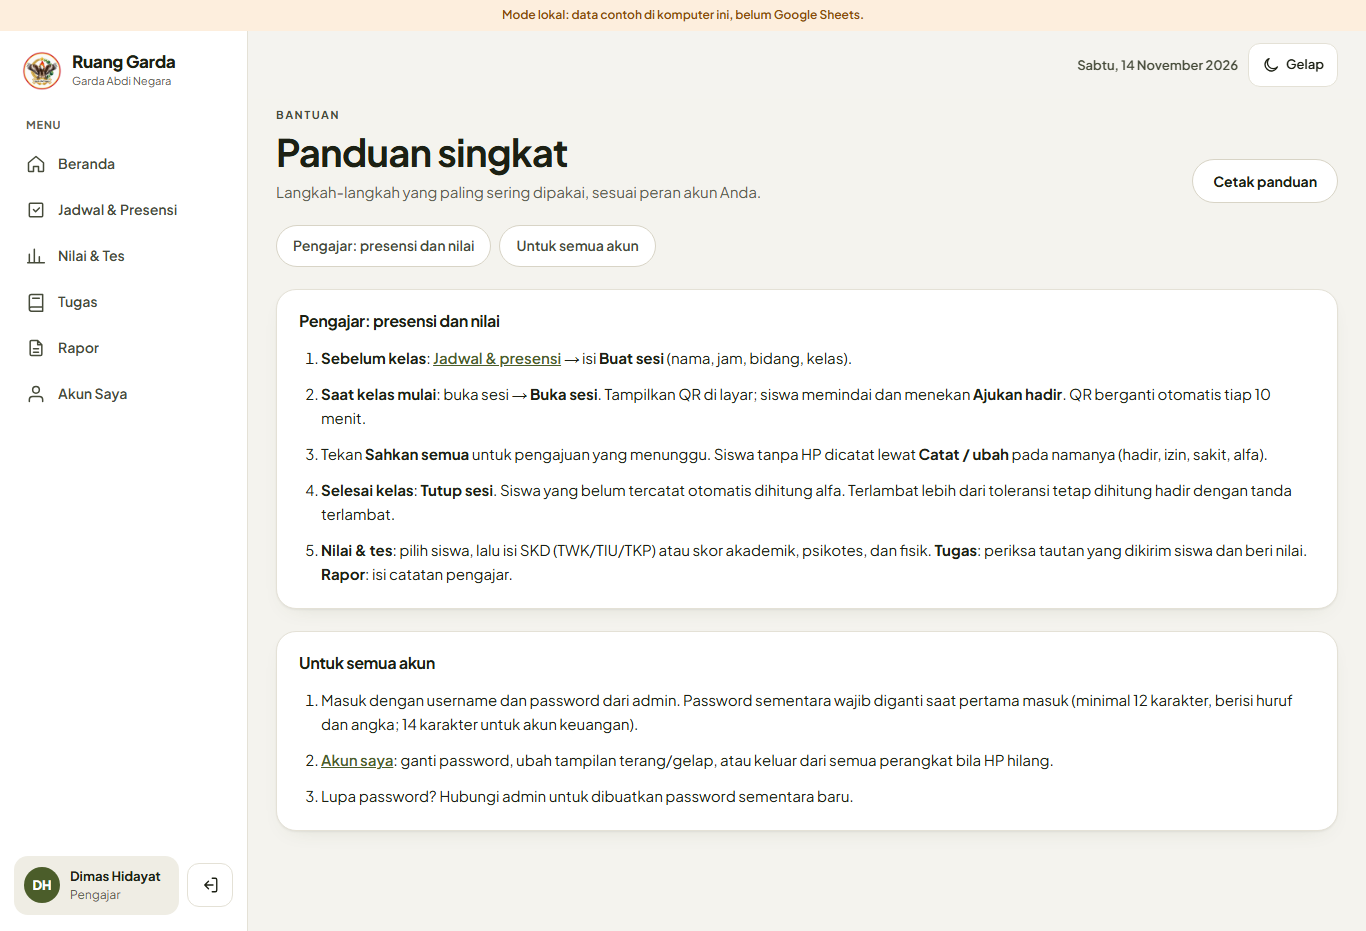 Mode lokal: data contoh di komputer ini, belum Google Sheets.
Ruang Garda
Garda Abdi Negara
MENU
Beranda
Jadwal & Presensi
Nilai & Tes
Tugas
Rapor
Akun Saya
DH
Dimas Hidayat
Pengajar
Sabtu, 14 November 2026
Gelap
BANTUAN
Panduan singkat
Langkah-langkah yang paling sering dipakai, sesuai peran akun Anda.
Cetak panduan
Pengajar: presensi dan nilai
Untuk semua akun
Pengajar: presensi dan nilai
1. Sebelum kelas: Jadwal & presensi → isi Buat sesi (nama, jam, bidang, kelas).
2. Saat kelas mulai: buka sesi → Buka sesi. Tampilkan QR di layar; siswa memindai dan menekan Ajukan hadir. QR berganti otomatis tiap 10
menit.
3. Tekan Sahkan semua untuk pengajuan yang menunggu. Siswa tanpa HP dicatat lewat Catat / ubah pada namanya (hadir, izin, sakit, alfa).
4. Selesai kelas: Tutup sesi. Siswa yang belum tercatat otomatis dihitung alfa. Terlambat lebih dari toleransi tetap dihitung hadir dengan tanda
terlambat.
5. Nilai & tes: pilih siswa, lalu isi SKD (TWK/TIU/TKP) atau skor akademik, psikotes, dan fisik. Tugas: periksa tautan yang dikirim siswa dan beri nilai.
Rapor: isi catatan pengajar.
Untuk semua akun
1. Masuk dengan username dan password dari admin. Password sementara wajib diganti saat pertama masuk (minimal 12 karakter, berisi huruf
dan angka; 14 karakter untuk akun keuangan).
2. Akun saya: ganti password, ubah tampilan terang/gelap, atau keluar dari semua perangkat bila HP hilang.
3. Lupa password? Hubungi admin untuk dibuatkan password sementara baru.